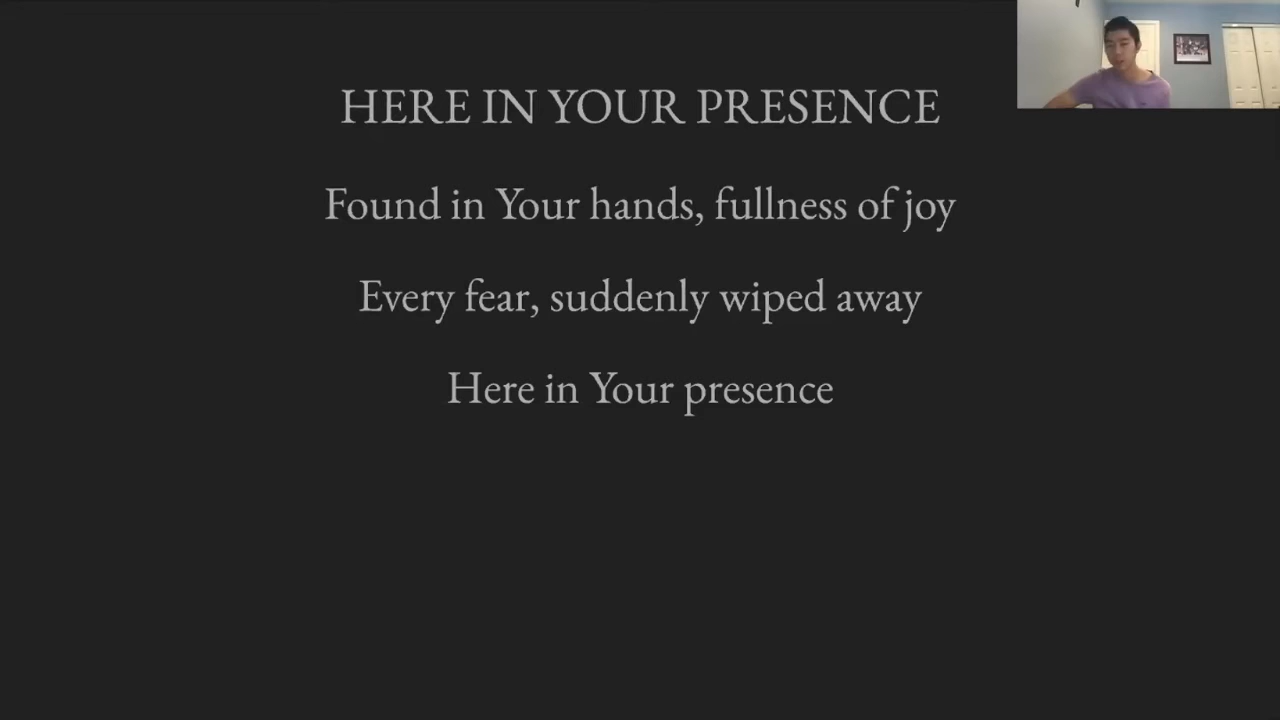 HERE IN YOUR PRESENCE
Found in Your hands, fullness of joy
Every fear, suddenly wiped away
Here in Your presence